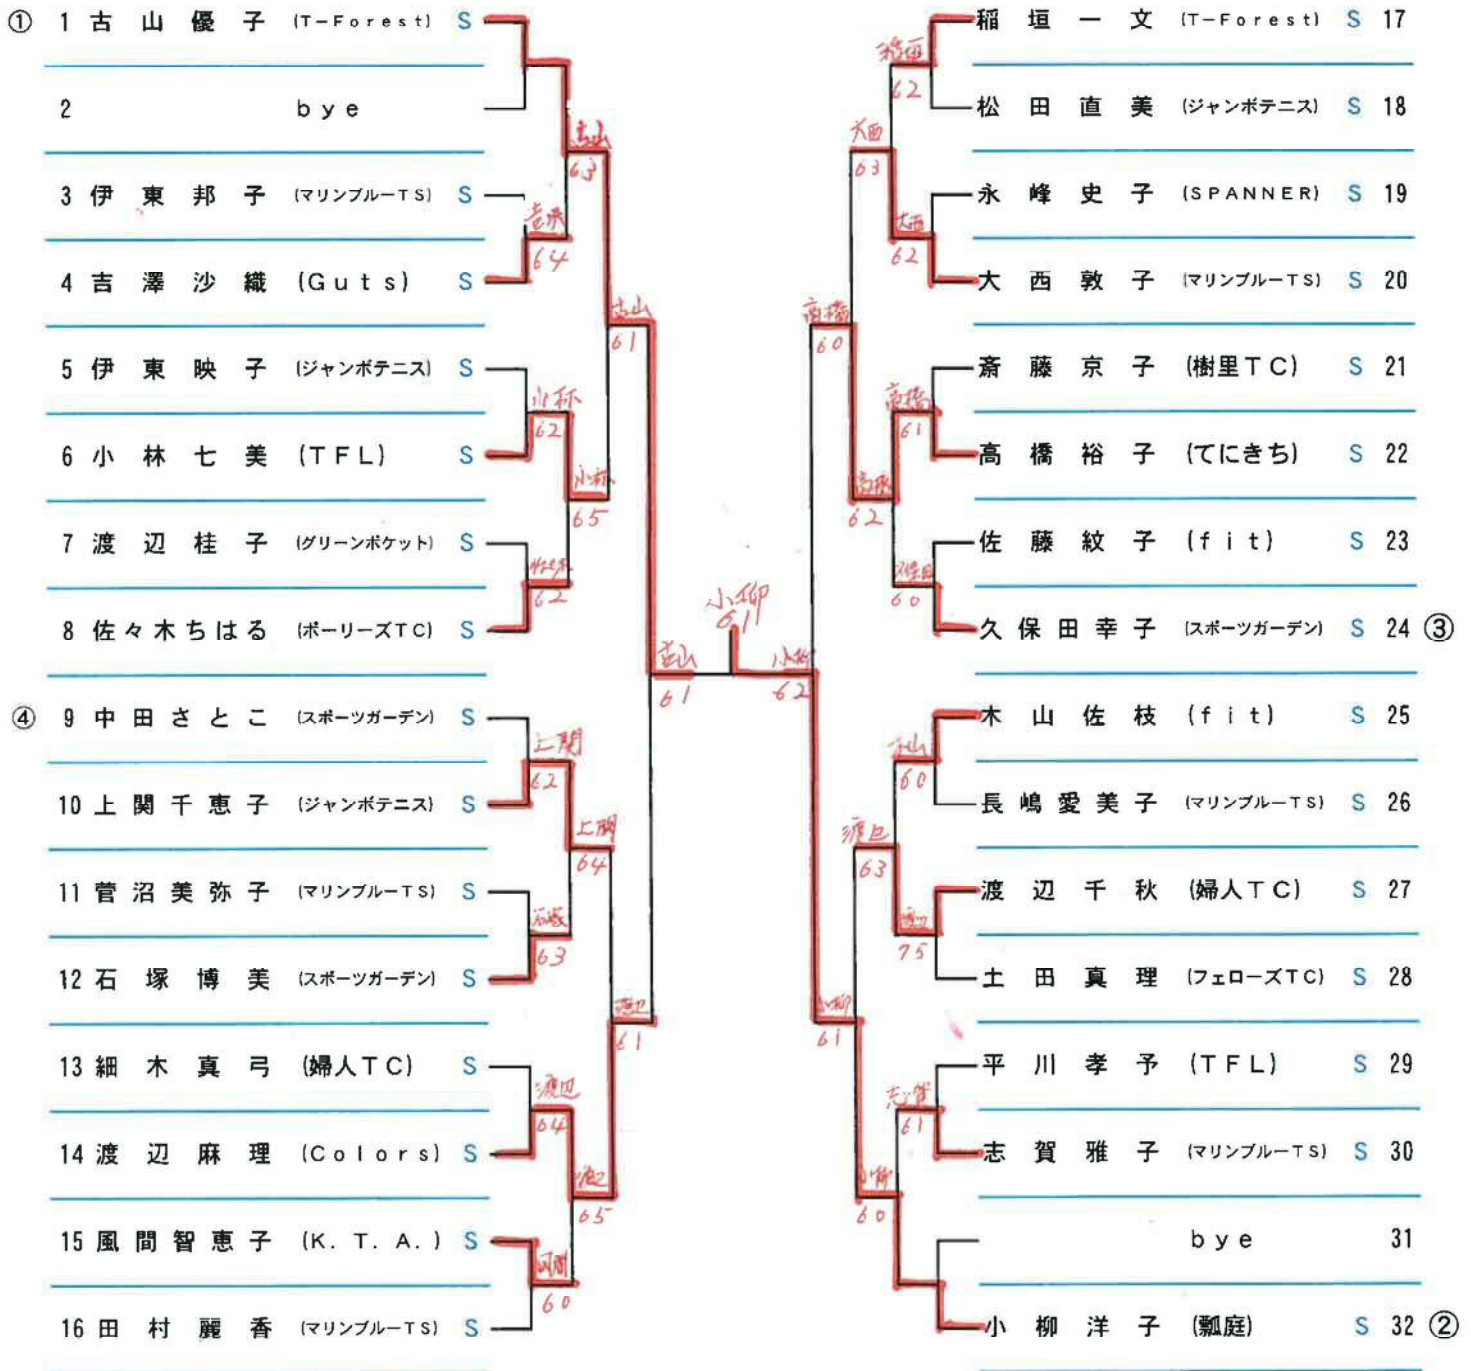 ① 1 古山優子 (T-Forest) S
2 bye
3 伊東邦子 (マリンブルーTS) S
4 吉澤沙織 (Guts) S
5 伊東映子 (ジャンボテニス) S
6 小林七美 (TFL) S
7 渡辺桂子 (グリーンポケット) S
8 佐々木ちはる (ポーリーズTC) S
④ 9 中田さとこ (スポーツガーデン) S
10 上関千恵子 (ジャンボテニス) S
11 菅沼美弥子 (マリンブルーTS) S
12 石塚博美 (スポーツガーデン) S
13 細木真弓 (婦人TC) S
14 渡辺麻理 (Colors) S
15 風間智恵子 (K.T.A.) S
16 田村麗香 (マリンブルーTS) S
古山
63
吉澤
64
古山
61
小林
62
小林
65
62
古山
61
上関
62
上関
64
石塚
63
渡辺
61
渡辺
64
渡辺
65
風間
60
小柳
61
稲垣
62
大西
63
大西
62
高橋
60
高橋
61
高橋
62
久保田
60
小柳
62
木山
60
渡辺
63
渡辺
75
小柳
61
志賀
61
小柳
60
稲垣一文 (T-Forest) S 17
松田直美 (ジャンボテニス) S 18
永峰史子 (SPANNER) S 19
大西敦子 (マリンブルーTS) S 20
斎藤京子 (樹里TC) S 21
高橋裕子 (てにきち) S 22
佐藤紋子 (fit) S 23
久保田幸子 (スポーツガーデン) S 24 ③
木山佐枝 (fit) S 25
長嶋愛美子 (マリンブルーTS) S 26
渡辺千秋 (婦人TC) S 27
土田真理 (フェローズTC) S 28
平川孝予 (TFL) S 29
志賀雅子 (マリンブルーTS) S 30
bye 31
小柳洋子 (瓢庭) S 32 ②